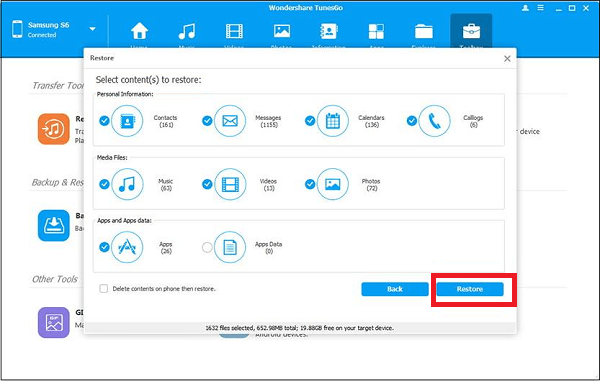 Wondershare TunesGo
Samsung S6
Connected
Home
Music
Videos
Photos
Information
Apps
Explorer
Toolbox
Restore
Transfer Too
Select content(s) to restore:
Personal Information:
Contacts
(161)
Messages
(1155)
Calendars
(136)
Calllogs
(6)
Re
Tra
Pla
r device
Media Files:
Music
(63)
Videos
(13)
Photos
(72)
Backup & Res
Ba
Bac
Apps and Apps data:
Apps
(26)
Apps Data
(0)
Delete contents on phone then restore.
Back
Restore
Other Tools
GIF
GI
Ma
1632 files selected, 652.98MB total; 19.88GB free on your target device.
Android devices.